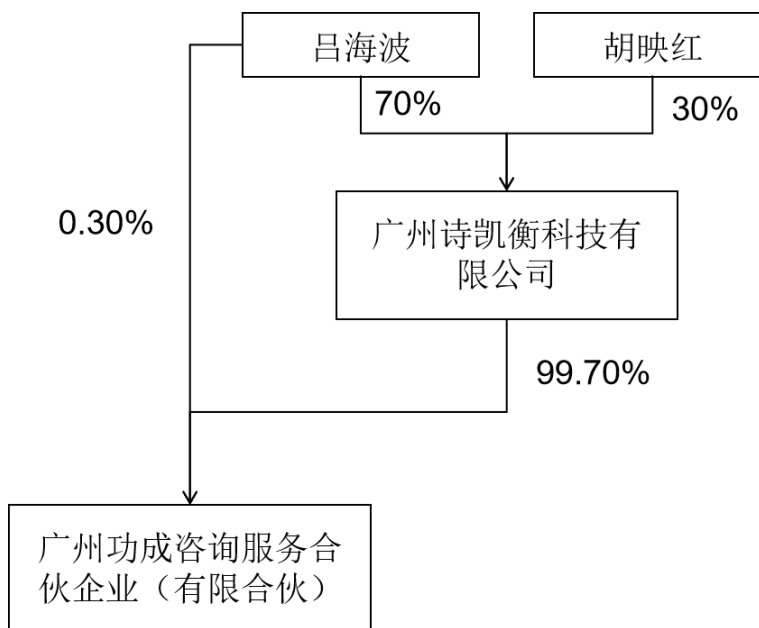 吕海波
胡映红
70%
30%
0.30%
广州诗凯衡科技有
限公司
99.70%
广州功成咨询服务合
伙企业（有限合伙）